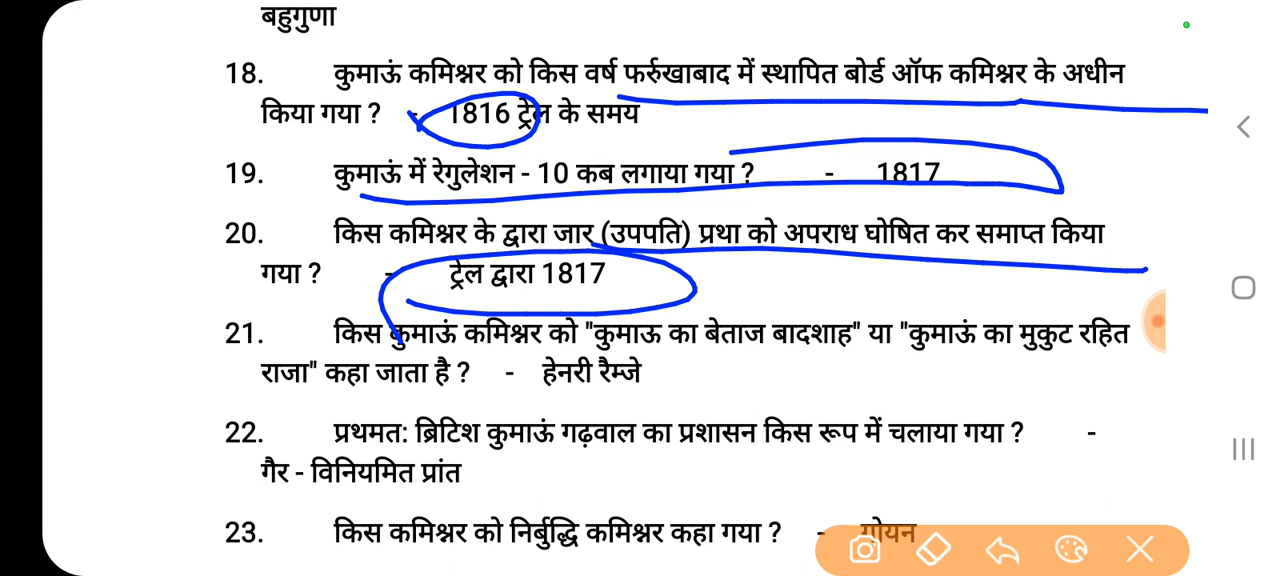 बहुगुणा
18. कुमाऊं कमिश्नर को किस वर्ष फर्रुखाबाद में स्थापित बोर्ड ऑफ कमिश्नर के अधीन
किया गया ? - 1816 ट्रेल के समय
19. कुमाऊं में रेगुलेशन - 10 कब लगाया गया ? - 1817
20. किस कमिश्नर के द्वारा जार (उपपति) प्रथा को अपराध घोषित कर समाप्त किया
गया ? - ट्रेल द्वारा 1817
21. किस कुमाऊं कमिश्नर को "कुमाऊ का बेताज बादशाह" या "कुमाऊं का मुकुट रहित
राजा" कहा जाता है ? - हेनरी रैम्जे
22. प्रथमत: ब्रिटिश कुमाऊं गढ़वाल का प्रशासन किस रूप में चलाया गया ? -
गैर - विनियमित प्रांत
23. किस कमिश्नर को निर्बुद्धि कमिश्नर कहा गया ? - गोयन